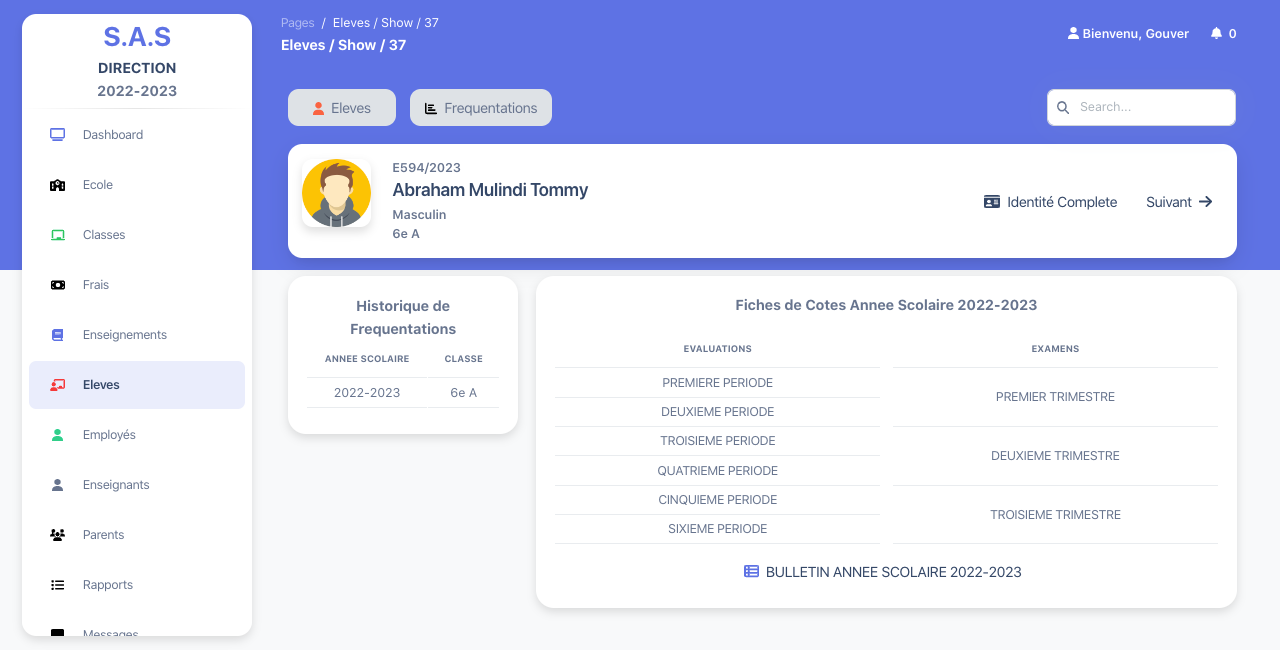 S.A.S
DIRECTION
2022-2023
Dashboard
Ecole
Classes
Frais
Enseignements
Eleves
Employés
Enseignants
Parents
Rapports
Messages
Pages / Eleves / Show / 37
Eleves / Show / 37
Bienvenu, Gouver 0
Eleves Frequentations Search...
E594/2023
Abraham Mulindi Tommy
Masculin
6e A
Identité Complete Suivant
Historique de
Frequentations
ANNEE SCOLAIRE CLASSE
2022-2023 6e A
Fiches de Cotes Annee Scolaire 2022-2023
EVALUATIONS
PREMIERE PERIODE
DEUXIEME PERIODE
TROISIEME PERIODE
QUATRIEME PERIODE
CINQUIEME PERIODE
SIXIEME PERIODE
EXAMENS
PREMIER TRIMESTRE
DEUXIEME TRIMESTRE
TROISIEME TRIMESTRE
BULLETIN ANNEE SCOLAIRE 2022-2023